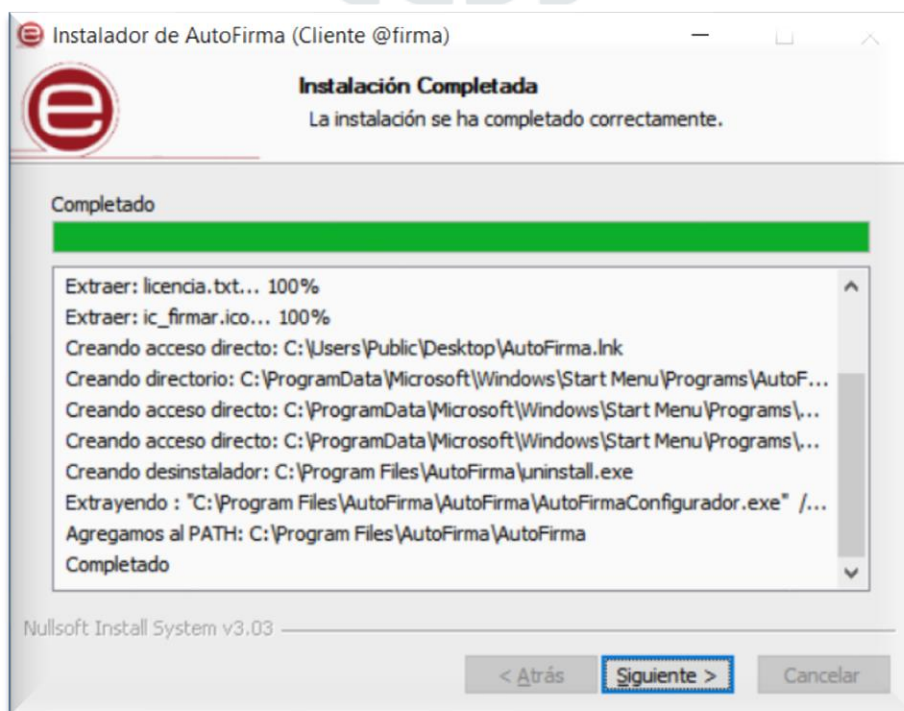 Instalador de AutoFirma (Cliente @firma)
Instalación Completada
La instalación se ha completado correctamente.
Completado
Extraer: licencia.txt... 100%
Extraer: ic_firmar.ico... 100%
Creando acceso directo: C:\Users\Public\Desktop\AutoFirma.lnk
Creando directorio: C:\ProgramData\Microsoft\Windows\Start Menu\Programs\AutoF...
Creando acceso directo: C:\ProgramData\Microsoft\Windows\Start Menu\Programs\...
Creando acceso directo: C:\ProgramData\Microsoft\Windows\Start Menu\Programs\...
Creando desinstalador: C:\Program Files\AutoFirma\uninstall.exe
Extrayendo : "C:\Program Files\AutoFirma\AutoFirma\AutoFirmaConfigurador.exe" /...
Agregamos al PATH: C:\Program Files\AutoFirma\AutoFirma
Completado
Nullsoft Install System v3.03
< Atrás
Siguiente >
Cancelar